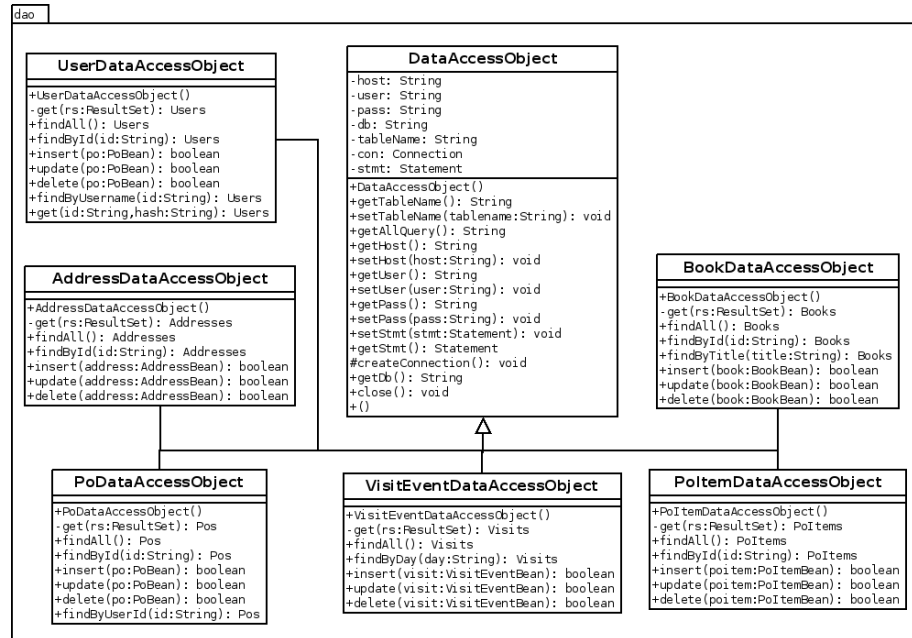 dao
UserDataAccessObject
+UserDataAccessObject()
-get(rs:ResultSet): Users
+findAll(): Users
+findById(id:String): Users
+insert(po:PoBean): boolean
+update(po:PoBean): boolean
+delete(po:PoBean): boolean
+findByUsername(id:String): Users
+get(id:String,hash:String): Users
DataAccessObject
-host: String
-user: String
-pass: String
-db: String
-tableName: String
-con: Connection
-stmt: Statement
+DataAccessObject()
+getTableName(): String
+setTableName(tablename:String): void
+getAllQuery(): String
+getHost(): String
+setHost(host:String): void
+getUser(): String
+setUser(user:String): void
+getPass(): String
+setPass(pass:String): void
+setStmt(stmt:Statement): void
+getStmt(): Statement
#createConnection(): void
+getDb(): String
+close(): void
+()
AddressDataAccessObject
+AddressDataAccessObject()
-get(rs:ResultSet): Addresses
+findAll(): Addresses
+findById(id:String): Addresses
+insert(address:AddressBean): boolean
+update(address:AddressBean): boolean
+delete(address:AddressBean): boolean
BookDataAccessObject
+BookDataAccessObject()
-get(rs:ResultSet): Books
+findAll(): Books
+findById(id:String): Books
+findByTitle(title:String): Books
+insert(book:BookBean): boolean
+update(book:BookBean): boolean
+delete(book:BookBean): boolean
PoDataAccessObject
+PoDataAccessObject()
-get(rs:ResultSet): Pos
+findAll(): Pos
+findById(id:String): Pos
+insert(po:PoBean): boolean
+update(po:PoBean): boolean
+delete(po:PoBean): boolean
+findByUserId(id:String): Pos
VisitEventDataAccessObject
+VisitEventDataAccessObject()
-get(rs:ResultSet): Visits
+findAll(): Visits
+findByDay(day:String): Visits
+insert(visit:VisitEventBean): boolean
+update(visit:VisitEventBean): boolean
+delete(visit:VisitEventBean): boolean
PoItemDataAccessObject
+PoItemDataAccessObject()
-get(rs:ResultSet): PoItems
+findAll(): PoItems
+findById(id:String): PoItems
+insert(poitem:PoItemBean): boolean
+update(poitem:PoItemBean): boolean
+delete(poitem:PoItemBean): boolean